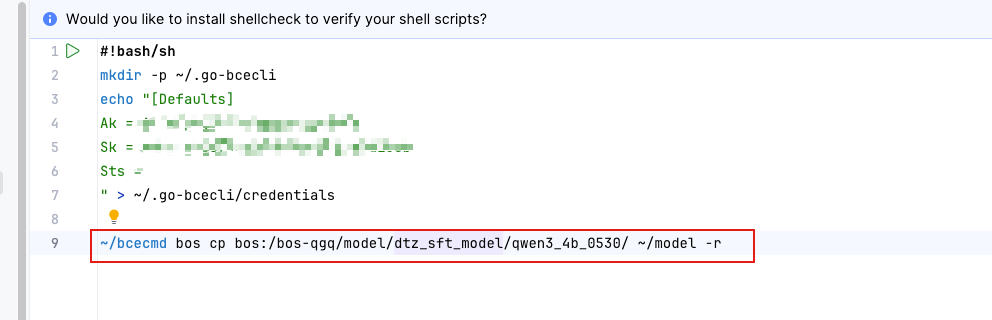 Would you like to install shellcheck to verify your shell scripts?
1 #!bash/sh
2 mkdir -p ~/.go-bcecli
3 echo "[Defaults]
4 Ak =
5 Sk =
6 Sts =
7 " > ~/.go-bcecli/credentials
8
9 ~/bcecmd bos cp bos:/bos-qgq/model/dtz_sft_model/qwen3_4b_0530/ ~/model -r